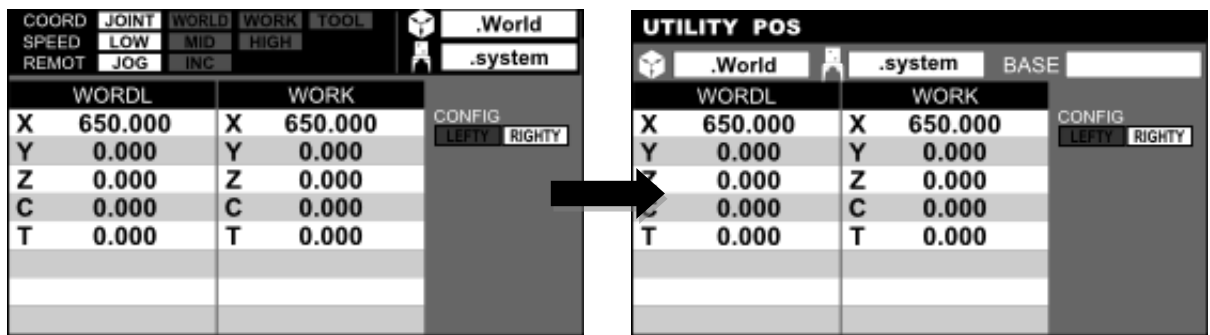 COORD JOINT WORLD WORK TOOL
SPEED LOW MID HIGH
REMOT JOG INC
.World
.system
WORDL WORK
X 650.000 X 650.000
Y 0.000 Y 0.000
Z 0.000 Z 0.000
C 0.000 C 0.000
T 0.000 T 0.000
CONFIG
LEFTY RIGHTY
UTILITY POS
.World .system BASE
WORDL WORK
X 650.000 X 650.000
Y 0.000 Y 0.000
Z 0.000 Z 0.000
C 0.000 C 0.000
T 0.000 T 0.000
CONFIG
LEFTY RIGHTY